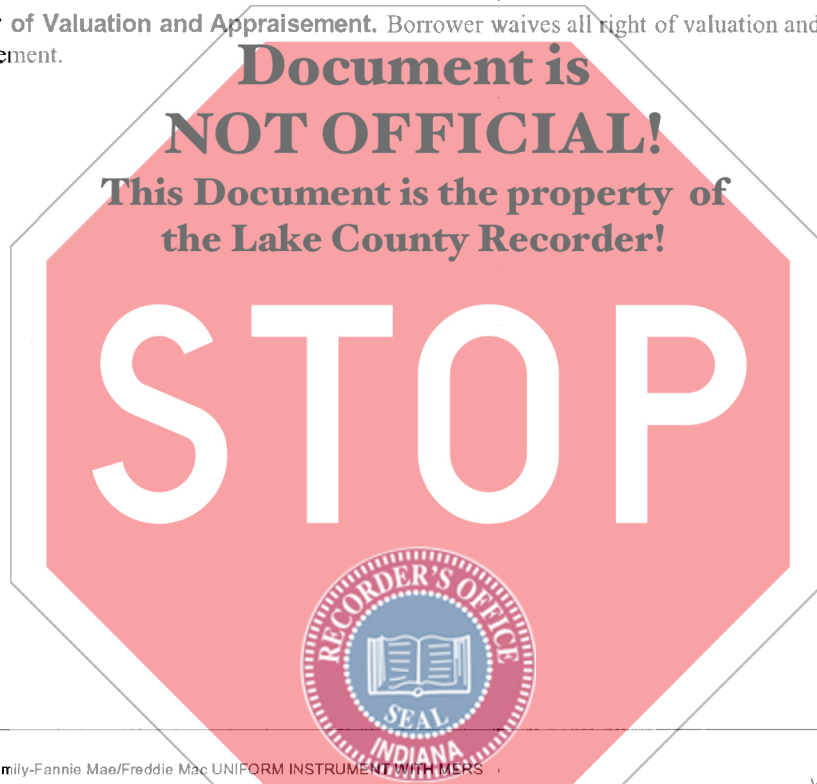 of Valuation and Appraisement. Borrower waives all right of valuation and
ement.
Document is
NOT OFFICIAL!
This Document is the property of
the Lake County Recorder!
STOP
RECORDER'S OFFICE
SEAL
INDIANA
mily-Fannie Mae/Freddie Mac UNIFORM INSTRUMENT WITH MERS